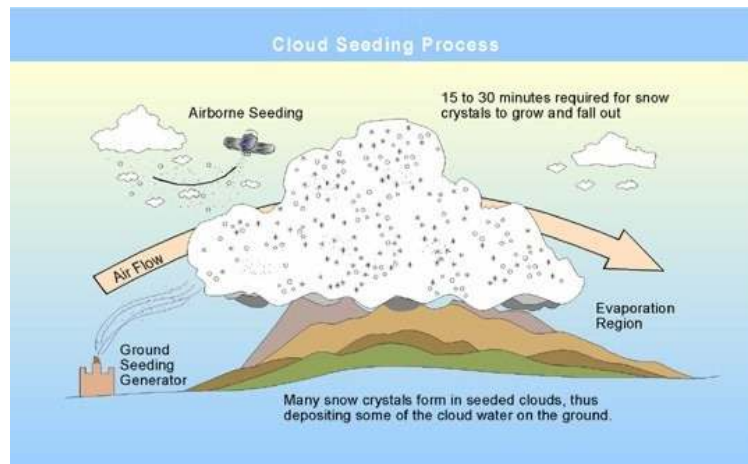 Cloud Seeding Process
Airborne Seeding
15 to 30 minutes required for snow
crystals to grow and fall out
Air Flow
Evaporation
Region
Ground
Seeding
Generator
Many snow crystals form in seeded clouds, thus
depositing some of the cloud water on the ground.